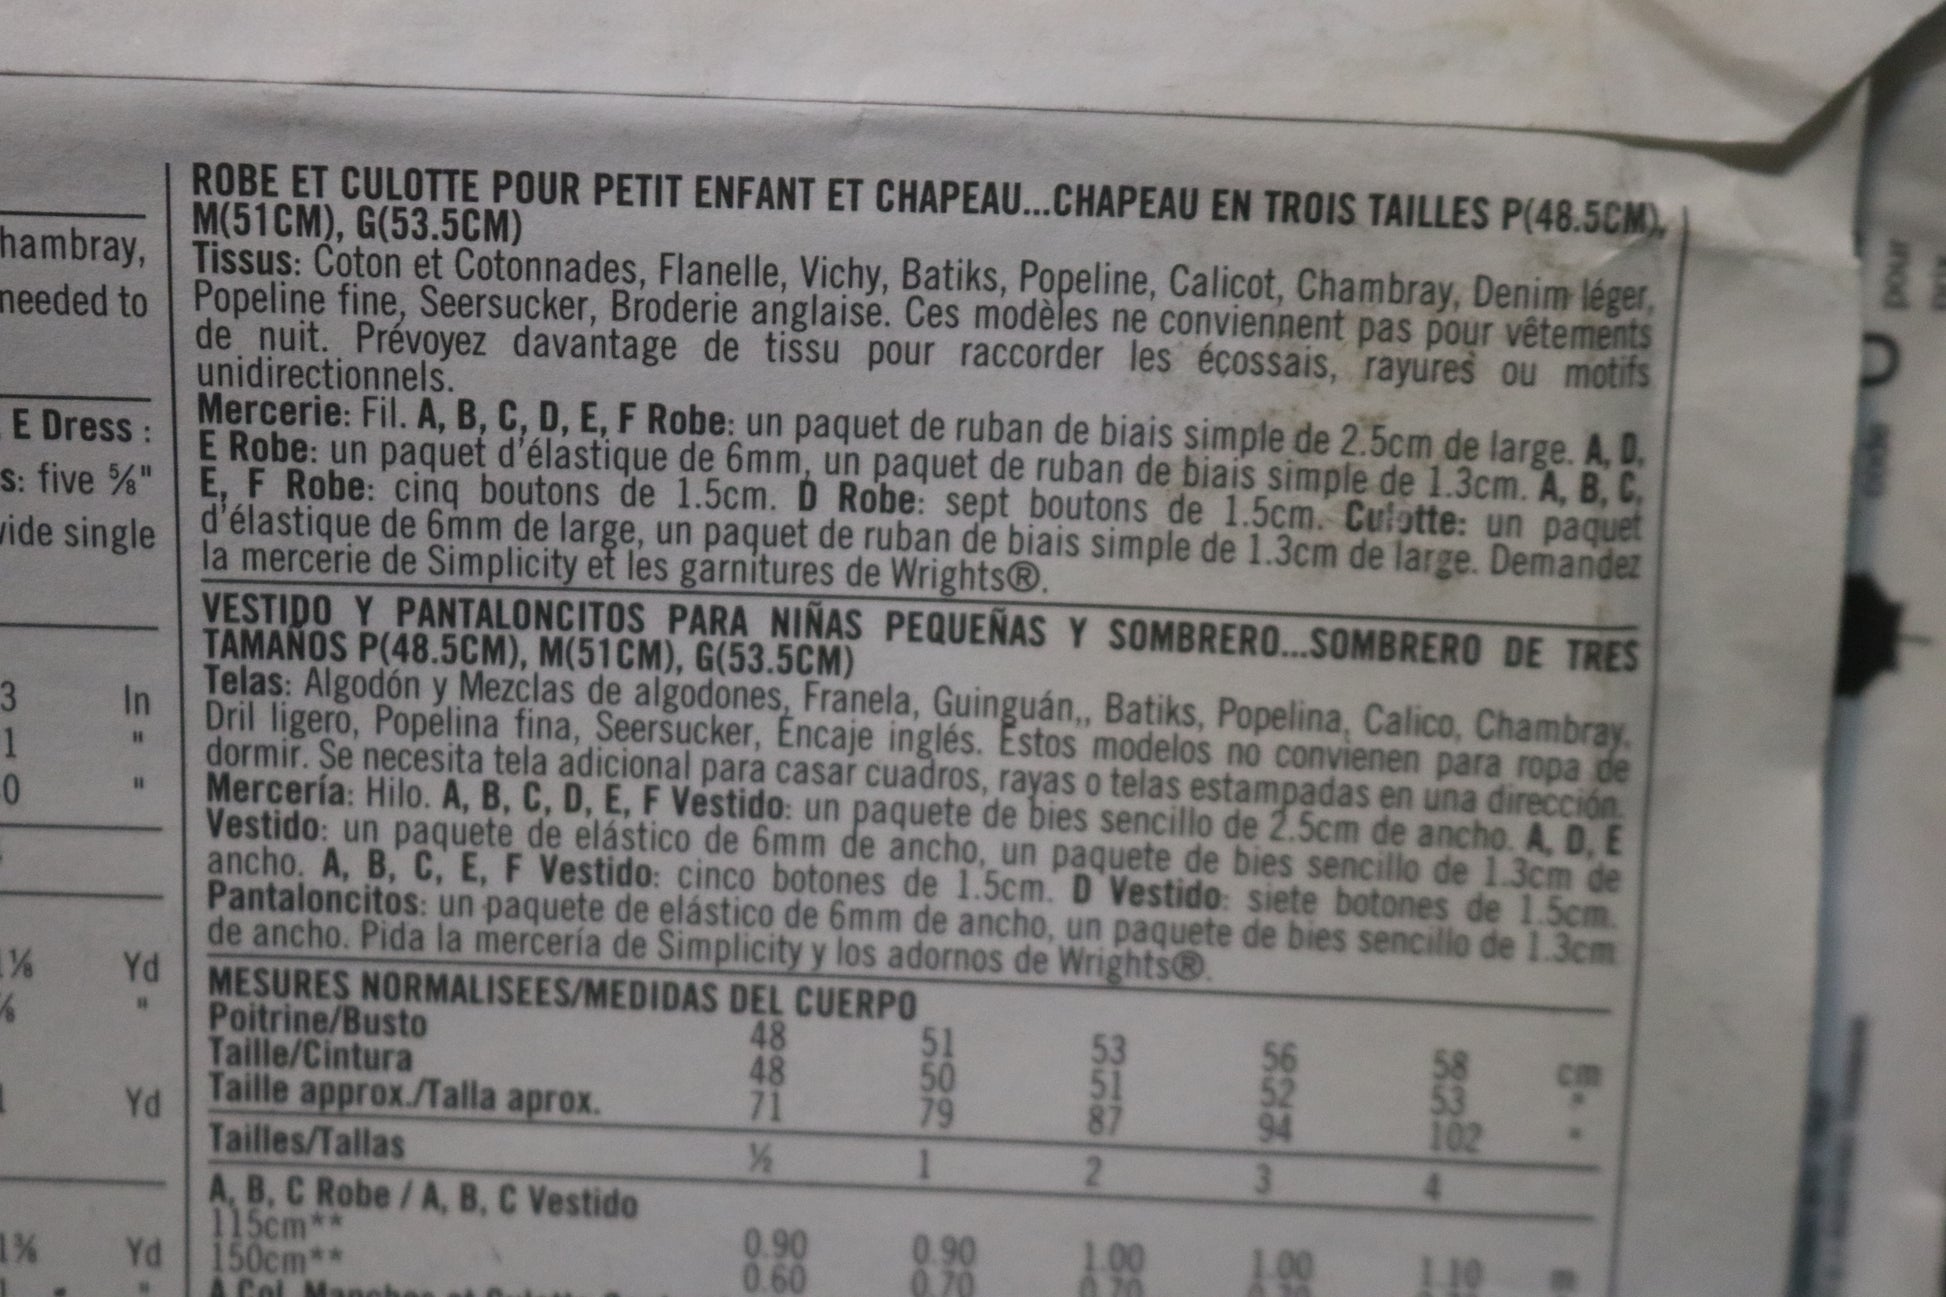 hambray,
needed to
E Dress :
s: five ⅝"
wide single
3 In
1 "
0 "
1⅛ Yd
⅛ "
Yd
1⅜ Yd
"
ROBE ET CULOTTE POUR PETIT ENFANT ET CHAPEAU...CHAPEAU EN TROIS TAILLES P(48.5CM),
M(51CM), G(53.5CM)
Tissus: Coton et Cotonnades, Flanelle, Vichy, Batiks, Popeline, Calicot, Chambray, Denim léger,
Popeline fine, Seersucker, Broderie anglaise. Ces modèles ne conviennent pas pour vêtements
de nuit. Prévoyez davantage de tissu pour raccorder les écossais, rayures ou motifs
unidirectionnels.
Mercerie: Fil. A, B, C, D, E, F Robe: un paquet de ruban de biais simple de 2.5cm de large. A, D,
E Robe: un paquet d'élastique de 6mm, un paquet de ruban de biais simple de 1.3cm. A, B, C,
E, F Robe: cinq boutons de 1.5cm. D Robe: sept boutons de 1.5cm. Culotte: un paquet
d'élastique de 6mm de large, un paquet de ruban de biais simple de 1.3cm de large. Demandez
la mercerie de Simplicity et les garnitures de Wrights®.
VESTIDO Y PANTALONCITOS PARA NIÑAS PEQUEÑAS Y SOMBRERO...SOMBRERO DE TRES
TAMAÑOS P(48.5CM), M(51CM), G(53.5CM)
Telas: Algodón y Mezclas de algodones, Franela, Guinguán,, Batiks, Popelina, Calico, Chambray,
Dril ligero, Popelina fina, Seersucker, Encaje inglés. Estos modelos no convienen para ropa de
dormir. Se necesita tela adicional para casar cuadros, rayas o telas estampadas en una dirección.
Mercería: Hilo. A, B, C, D, E, F Vestido: un paquete de bies sencillo de 2.5cm de ancho. A, D, E
Vestido: un paquete de elástico de 6mm de ancho, un paquete de bies sencillo de 1.3cm de
ancho. A, B, C, E, F Vestido: cinco botones de 1.5cm. D Vestido: siete botones de 1.5cm.
Pantaloncitos: un paquete de elástico de 6mm de ancho, un paquete de bies sencillo de 1.3cm
de ancho. Pida la mercería de Simplicity y los adornos de Wrights®.
MESURES NORMALISEES/MEDIDAS DEL CUERPO
Poitrine/Busto 48 51 53 56 58 cm
Taille/Cintura 48 50 51 52 53 "
Taille approx./Talla aprox. 71 79 87 94 102 "
Tailles/Tallas ½ 1 2 3 4
A, B, C Robe / A, B, C Vestido
115cm** 0.90 0.90 1.00 1.00 1.10 m
150cm** 0.60 0.70 0.70
pour